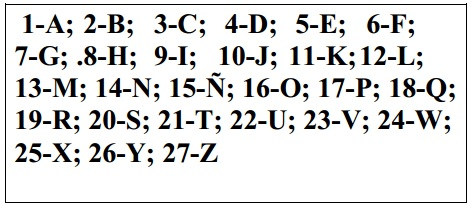 1-A; 2-B; 3-C; 4-D; 5-E; 6-F;
7-G; .8-H; 9-I; 10-J; 11-K; 12-L;
13-M; 14-N; 15-Ñ; 16-O; 17-P; 18-Q;
19-R; 20-S; 21-T; 22-U; 23-V; 24-W;
25-X; 26-Y; 27-Z